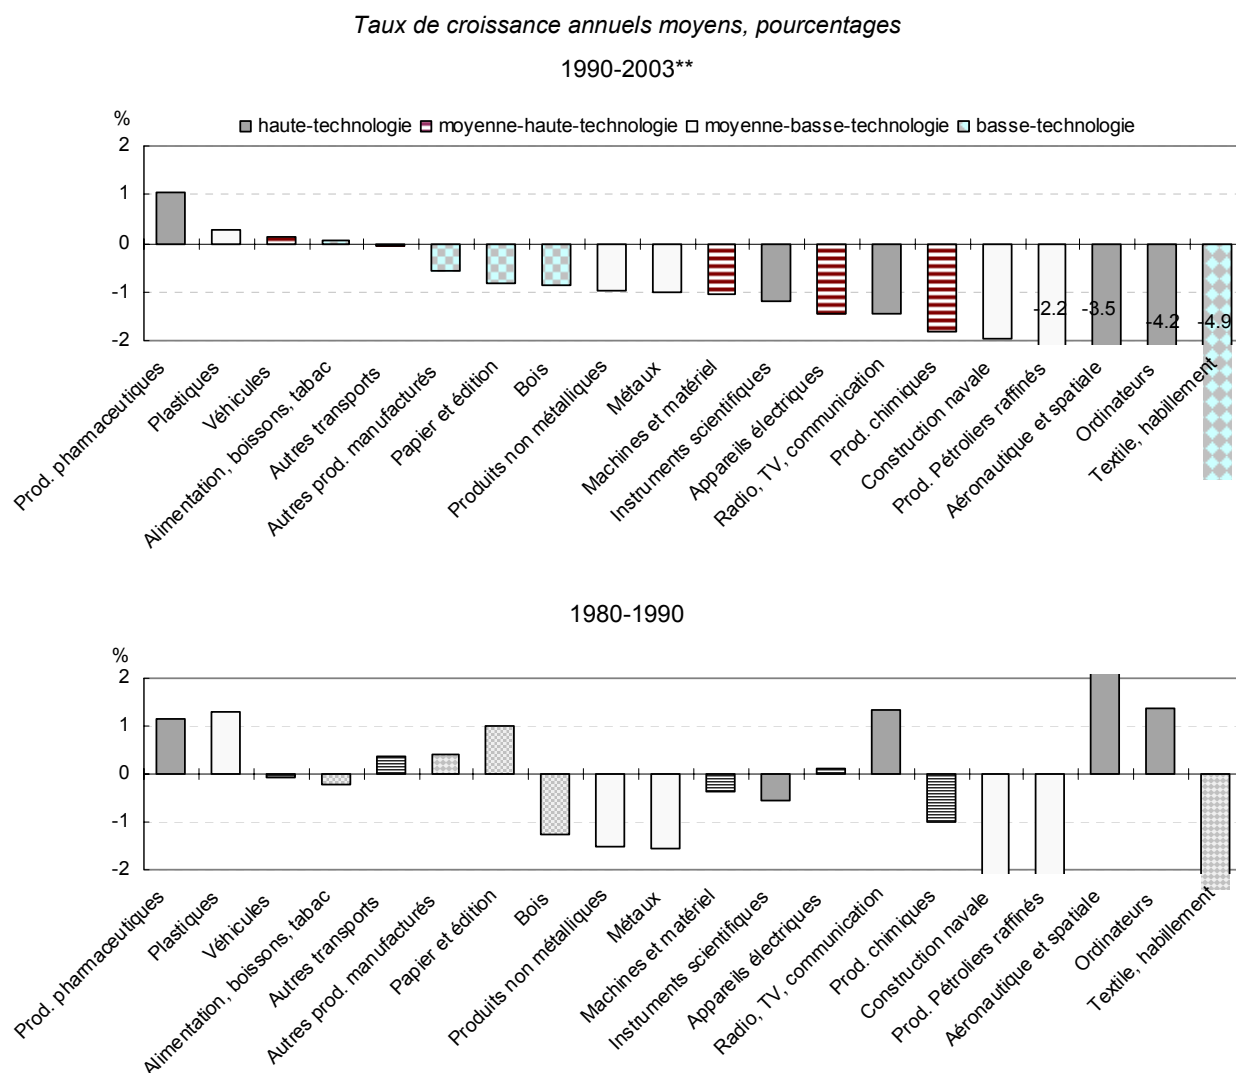 Taux de croissance annuels moyens, pourcentages
1990-2003**
%
haute-technologie moyenne-haute-technologie moyenne-basse-technologie basse-technologie
2
1
0
-1
-2
-2.2
-3.5
-4.2
-4.9
Prod. pharmaceutiques
Plastiques
Véhicules
Alimentation, boissons, tabac
Autres transports
Autres prod. manufacturés
Papier et édition
Bois
Produits non métalliques
Métaux
Machines et matériel
Instruments scientifiques
Appareils électriques
Radio, TV, communication
Prod. chimiques
Construction navale
Prod. Pétroliers raffinés
Aéronautique et spatiale
Ordinateurs
Textile, habillement
1980-1990
%
2
1
0
-1
-2
Prod. pharmaceutiques
Plastiques
Véhicules
Alimentation, boissons, tabac
Autres transports
Autres prod. manufacturés
Papier et édition
Bois
Produits non métalliques
Métaux
Machines et matériel
Instruments scientifiques
Appareils électriques
Radio, TV, communication
Prod. chimiques
Construction navale
Prod. Pétroliers raffinés
Aéronautique et spatiale
Ordinateurs
Textile, habillement